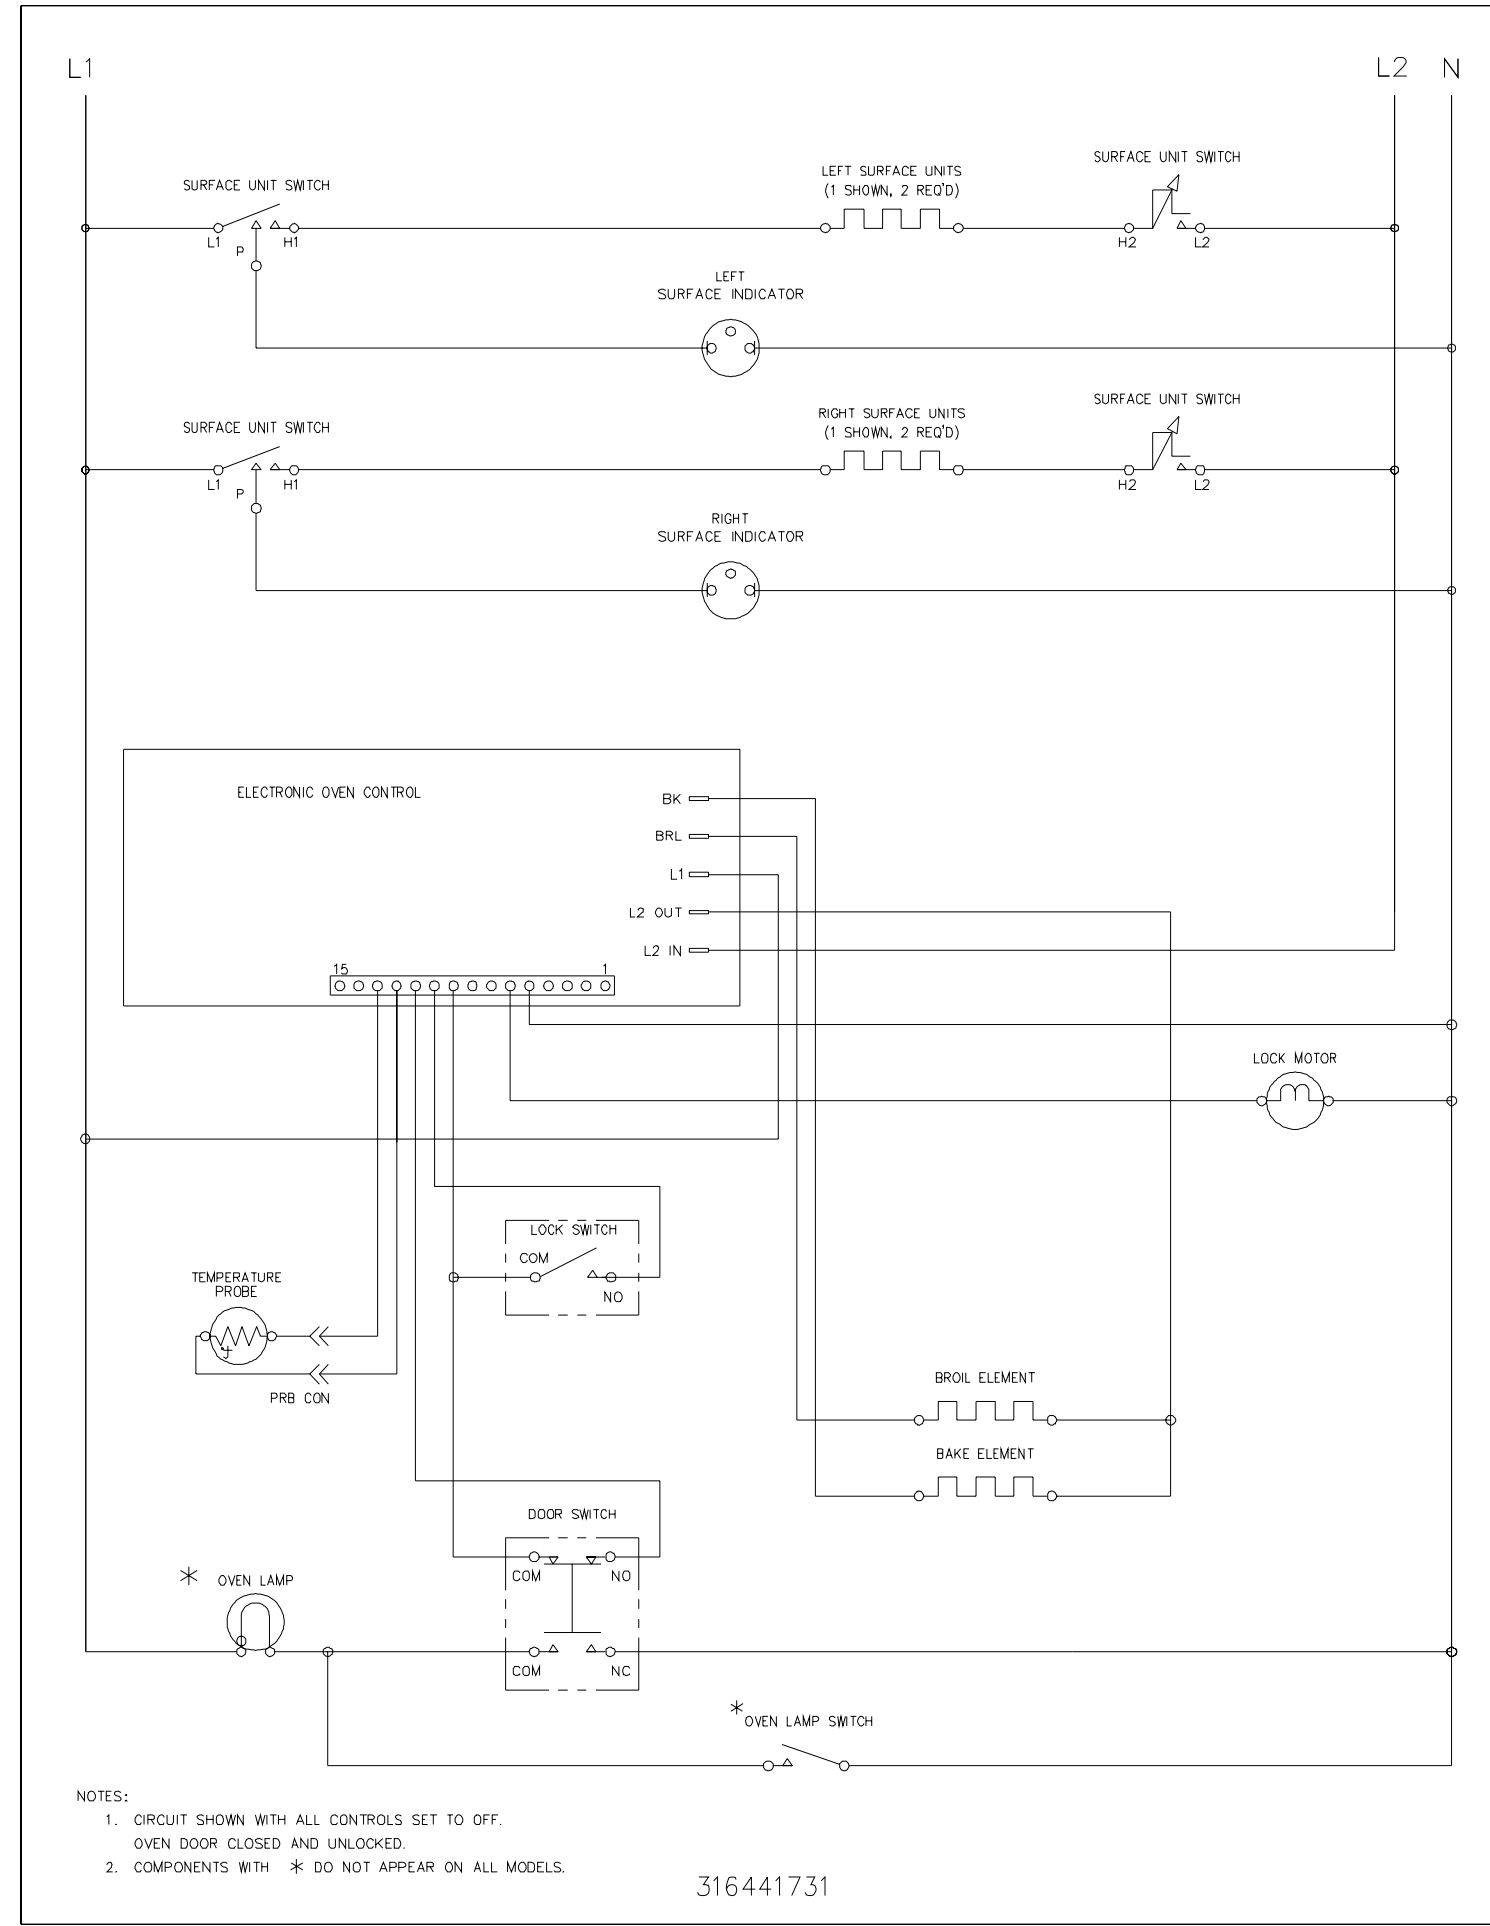 L1
L2 N
SURFACE UNIT SWITCH
LEFT SURFACE UNITS
(1 SHOWN, 2 REQ'D)
SURFACE UNIT SWITCH
L1
P
H1
H2
L2
LEFT
SURFACE INDICATOR
SURFACE UNIT SWITCH
RIGHT SURFACE UNITS
(1 SHOWN, 2 REQ'D)
SURFACE UNIT SWITCH
L1
P
H1
H2
L2
RIGHT
SURFACE INDICATOR
ELECTRONIC OVEN CONTROL
BK
BRL
L1
L2 OUT
L2 IN
15
1
LOCK MOTOR
LOCK SWITCH
COM
NO
TEMPERATURE
PROBE
t
PRB CON
BROIL ELEMENT
BAKE ELEMENT
DOOR SWITCH
COM
NO
* OVEN LAMP
COM
NC
* OVEN LAMP SWITCH
NOTES:
1. CIRCUIT SHOWN WITH ALL CONTROLS SET TO OFF.
OVEN DOOR CLOSED AND UNLOCKED.
2. COMPONENTS WITH * DO NOT APPEAR ON ALL MODELS.
316441731